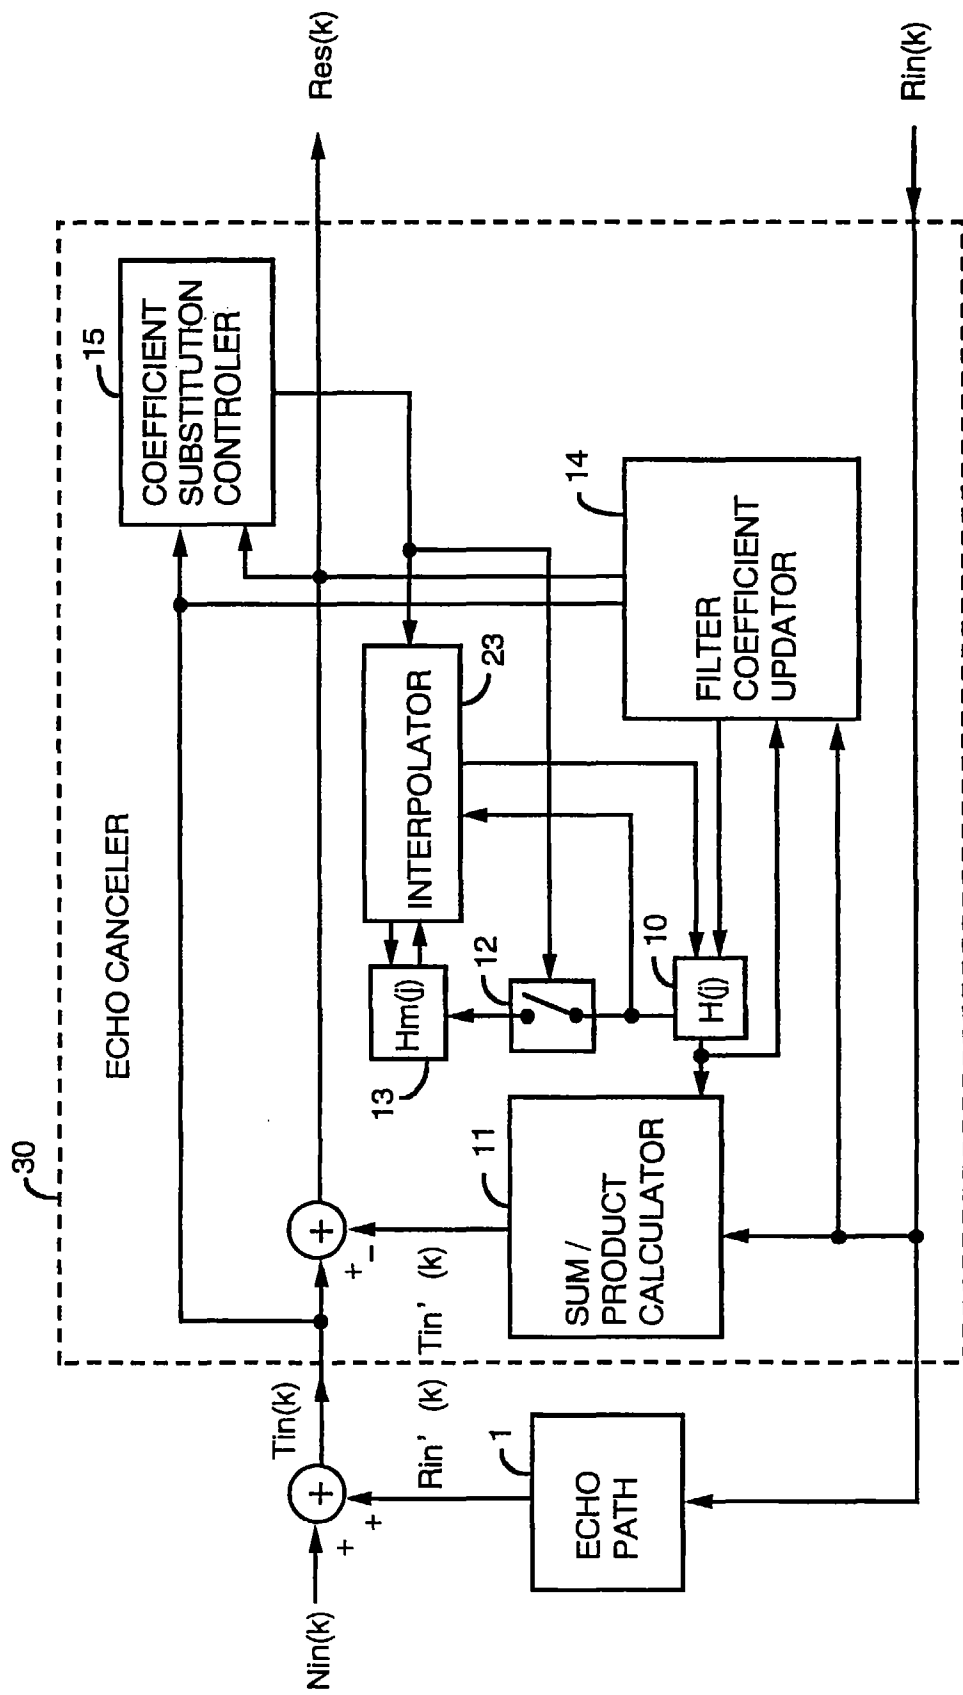 30
ECHO CANCELER
15
COEFFICIENT
SUBSTITUTION
CONTROLER
Nin(k)
+
+
+
Tin(k)
+
+
-
Res(k)
Rin' (k)
Tin' (k)
13
Hm(j)
INTERPOLATOR
23
12
11
SUM /
PRODUCT
CALCULATOR
10
H(j)
14
FILTER
COEFFICIENT
UPDATOR
1
ECHO
PATH
Rin(k)